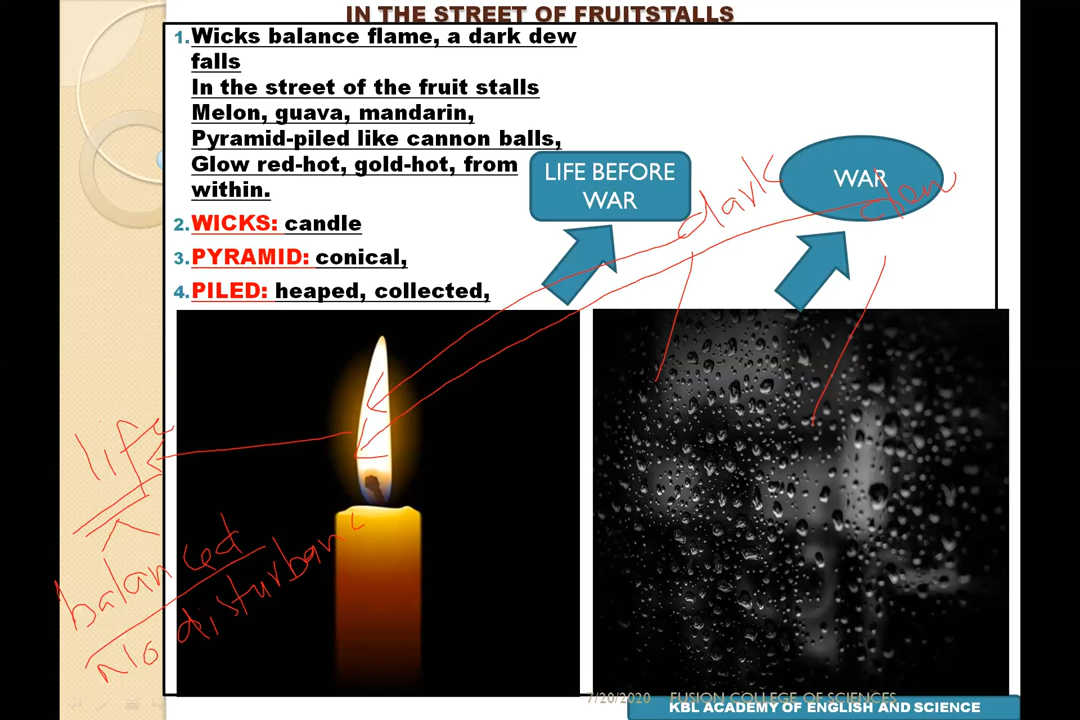 IN THE STREET OF FRUITSTALLS
1. Wicks balance flame, a dark dew
falls
In the street of the fruit stalls
Melon, guava, mandarin,
Pyramid-piled like cannon balls,
Glow red-hot, gold-hot, from
within.
2. WICKS: candle
3. PYRAMID: conical,
4. PILED: heaped, collected,
LIFE BEFORE
WAR
WAR
dark
dew
life
balanced
No disturbanc
7/20/2020 FUSION COLLEGE OF SCIENCES
KBL ACADEMY OF ENGLISH AND SCIENCE